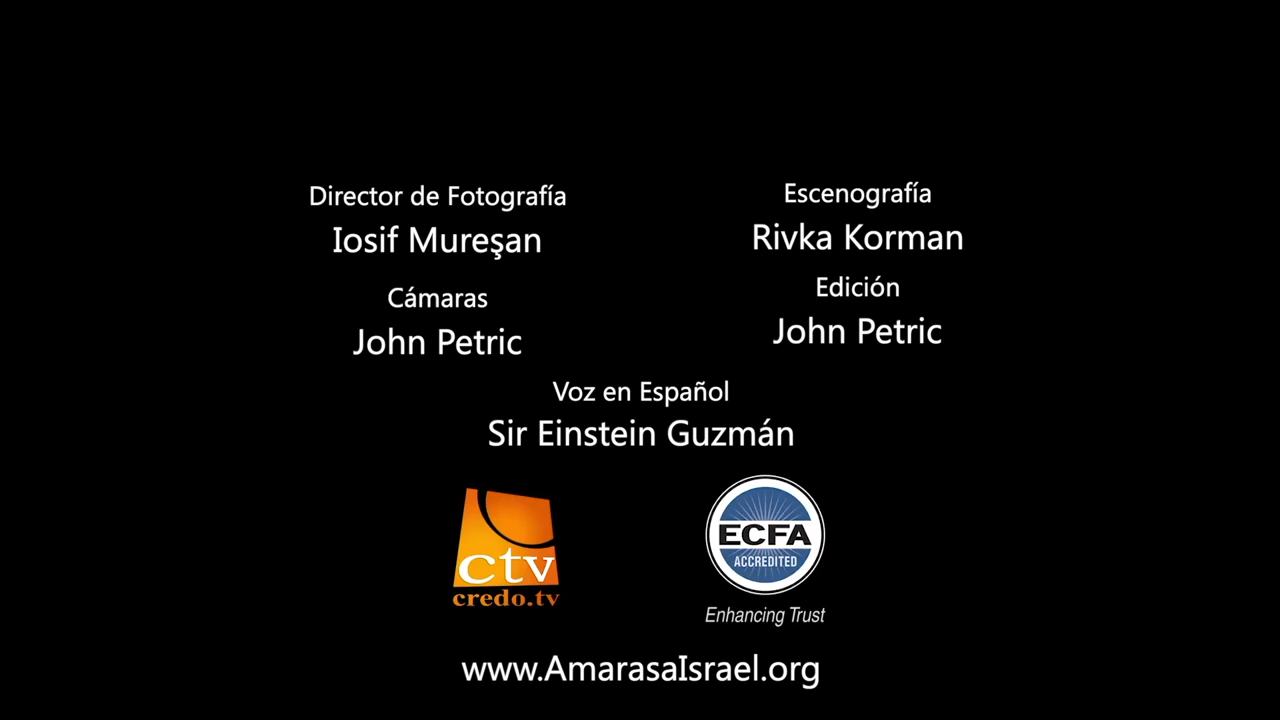 Director de Fotografía
Iosif Mureşan
Cámaras
John Petric
Escenografía
Rivka Korman
Edición
John Petric
Voz en Español
Sir Einstein Guzmán
ctv
credo.tv
ECFA
ACCREDITED
Enhancing Trust
www.AmarasaIsrael.org